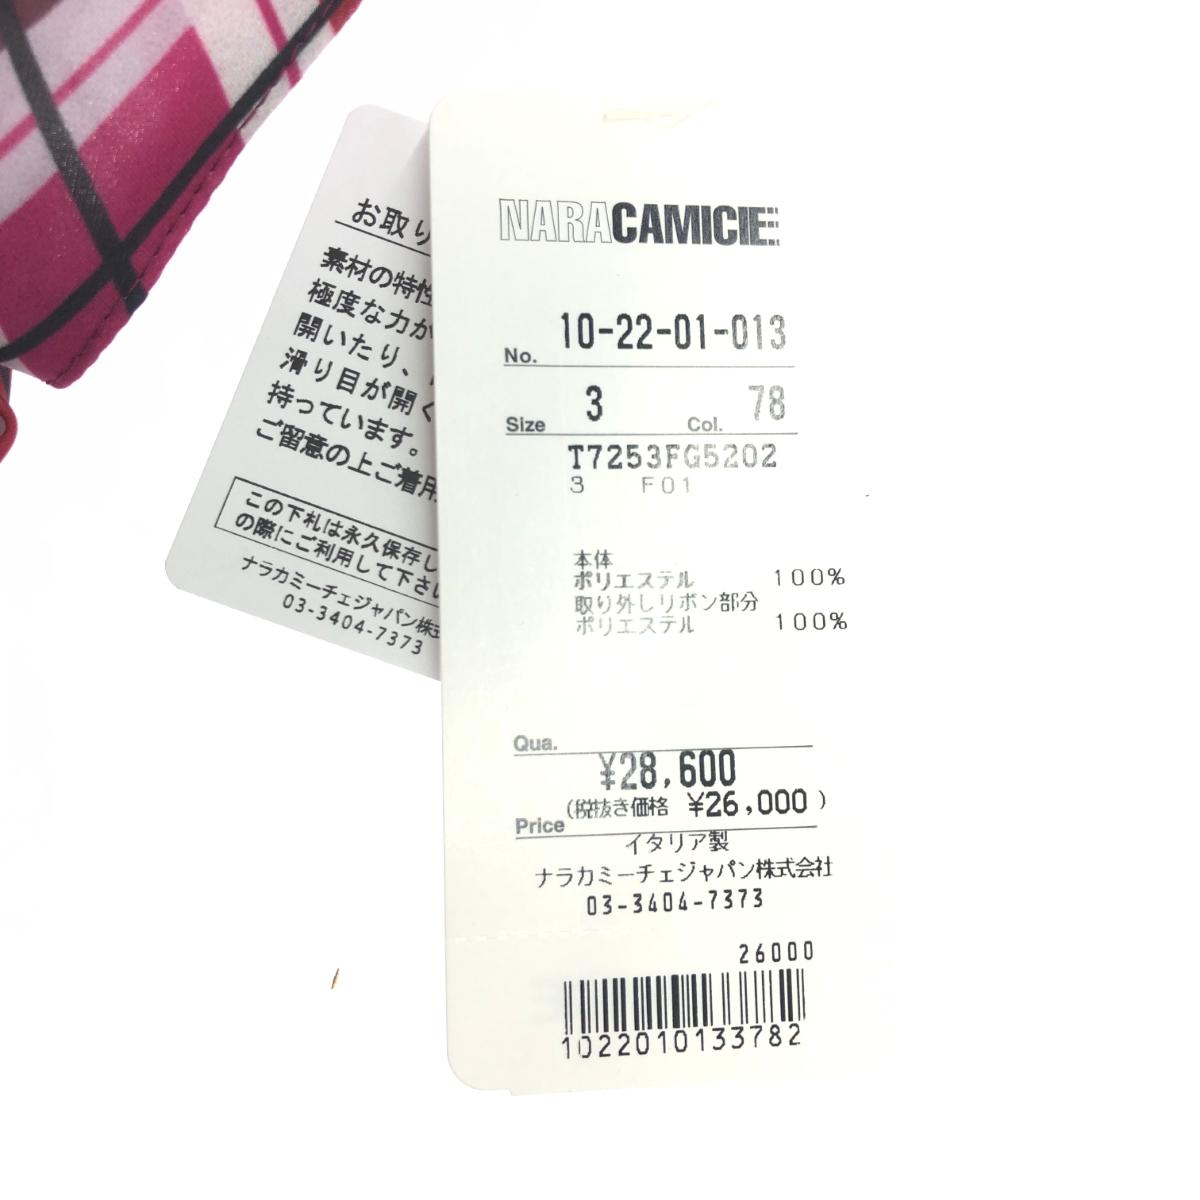 お取り
素材の特性
極度な力が
開いたり、
滑り目が開く
持っています。
ご留意の上ご着用
この下札は永久保存し
の際にご利用して下さい
ナラカミーチェジャパン株式
03-3404-7373
NARACAMICIE
No. 10-22-01-013
Size 3 Col. 78
T7253FG5202
3 F01
本体
ポリエステル 100%
取り外しリボン部分
ポリエステル 100%
Qua.
¥28,600
(税抜き価格 ¥26,000)
Price
イタリア製
ナラカミーチェジャパン株式会社
03-3404-7373
26000
1022010133782